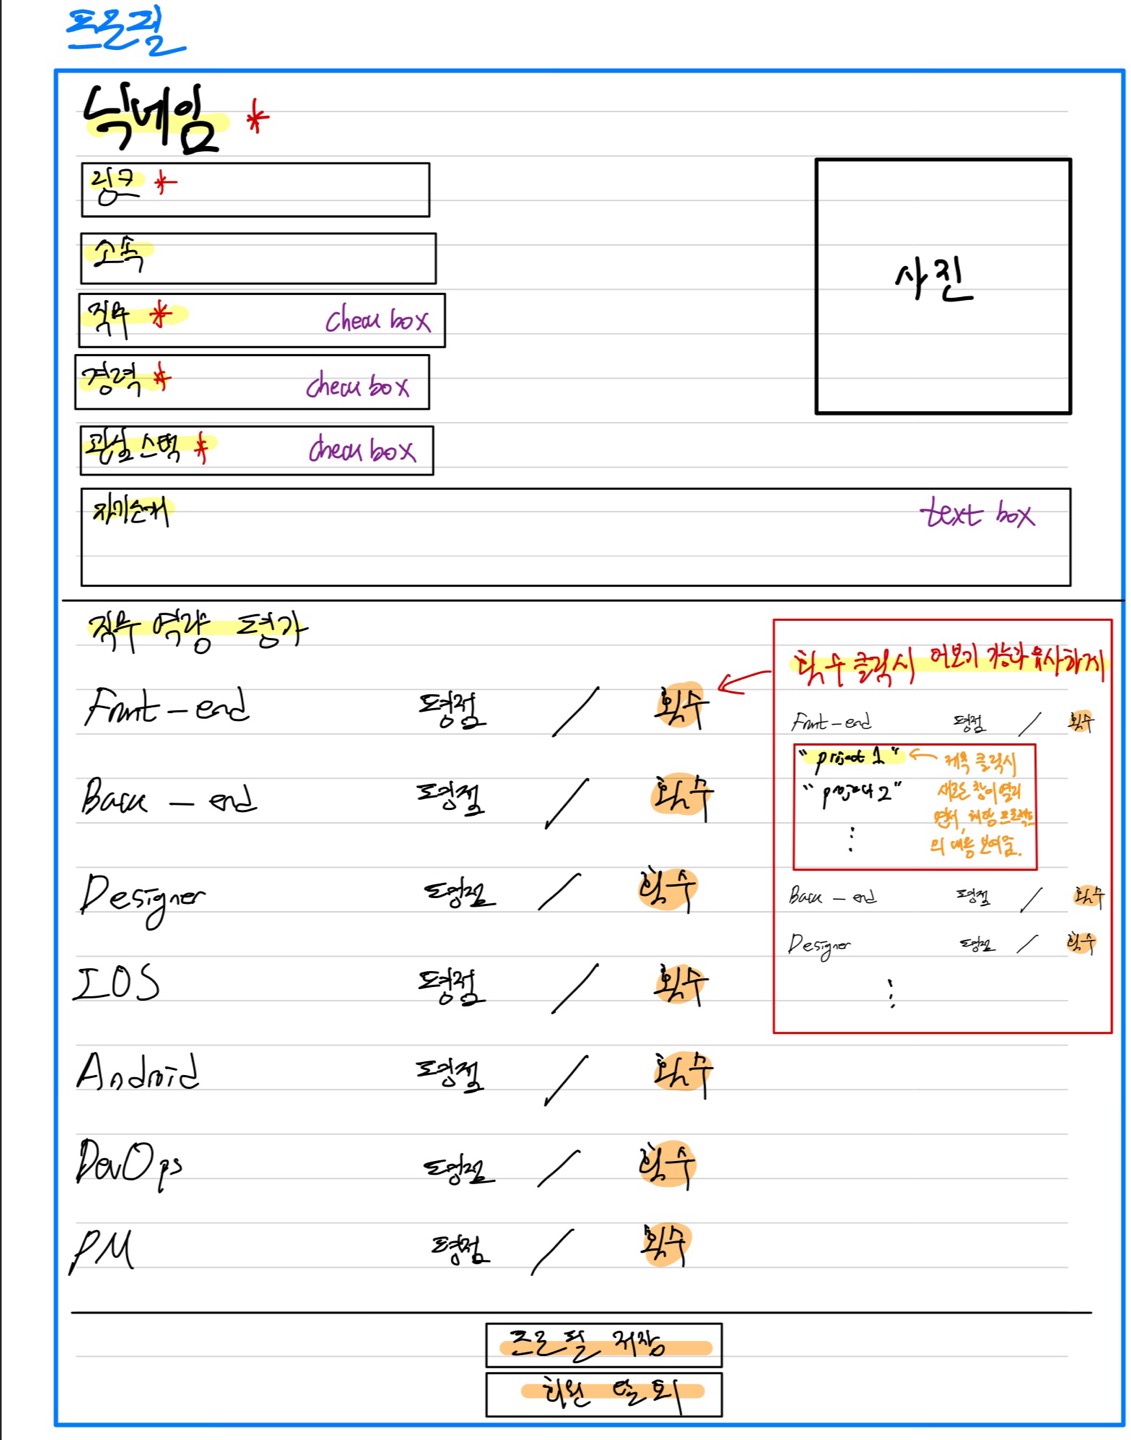 프로필
닉네임 *
링크 *
소속
직무 * check box
경력 * check box
관심스택 * check box
자기소개 text box
사진
직무 역량 평가
Front-end 평점 / 횟수
Back-end 평점 / 횟수
Designer 평점 / 횟수
IOS 평점 / 횟수
Android 평점 / 횟수
DevOps 평점 / 횟수
PM 평점 / 횟수
횟수 클릭시 더보기 기능과 유사하게
Front-end 평점 / 횟수
"project 1" ← 제목 클릭시
"project 2" 새로운 창이 열리
면서, 해당 프로젝트
의 내용 보여줌.
⋮
Back-end 평점 / 횟수
Designer 평점 / 횟수
⋮
프로필 저장
회원 탈퇴